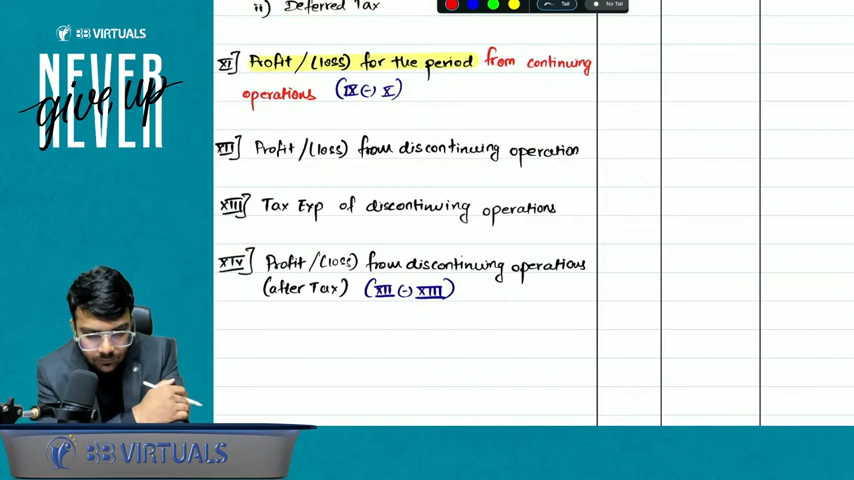 ii) Deferred Tax
Tail
No Tail
BB VIRTUALS
NEVER
give up
NEVER
XI] Profit/(loss) for the period from continuing
operations (IX (-) X)
XII] Profit/(loss) from discontinuing operation
XIII] Tax Exp of discontinuing operations
XIV] Profit/(loss) from discontinuing operations
(after Tax) (XII (-) XIII)
BB VIRTUALS